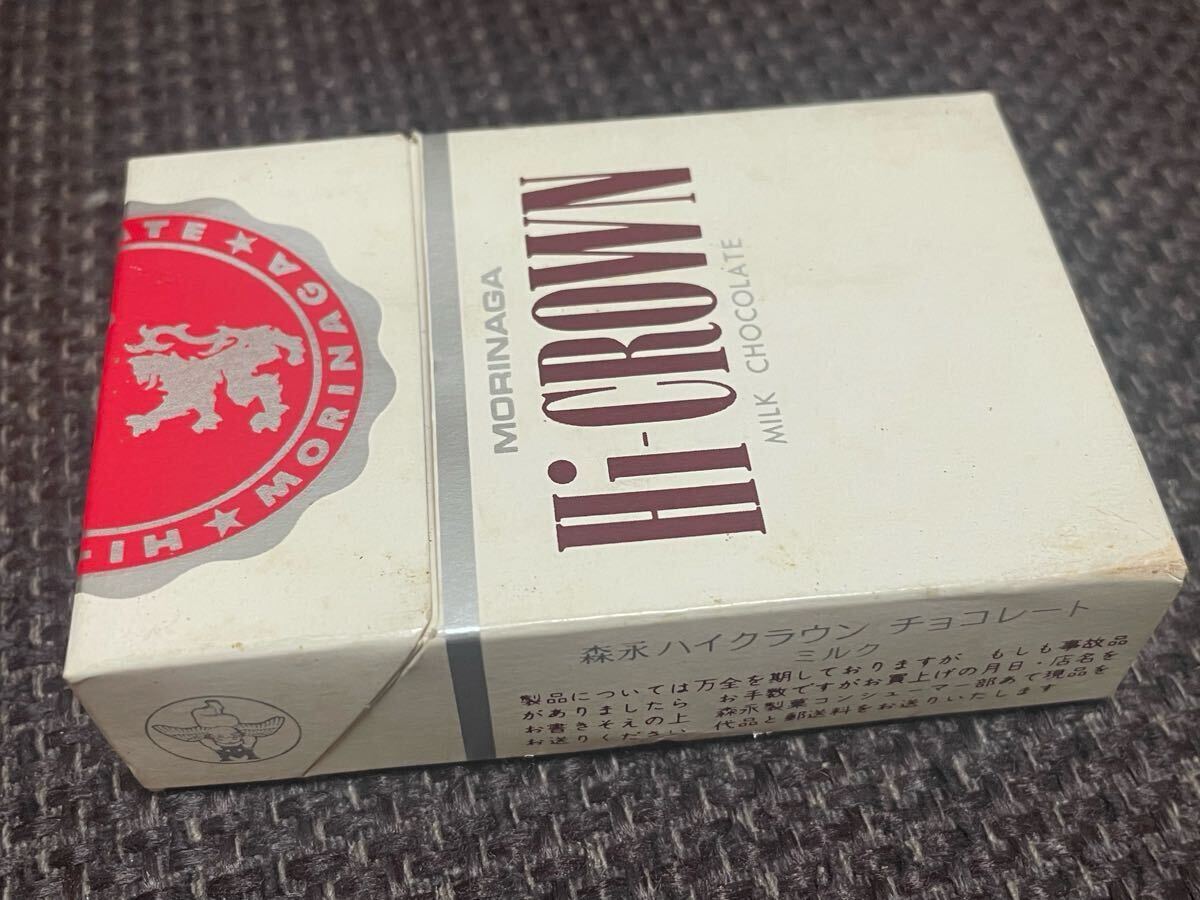 HI-
★ MORINAGA ★
ATE
MORINAGA
Hi-CROWN
MILK CHOCOLATE
森永ハイクラウン チョコレート
ミルク
製品については万全を期しておりますが もしも事故品
がありましたら お手数ですがお買上げの月日・店名を
お書きそえの上 森永製菓コンシューマー部あて現品を
お送りください 代品と郵送料をお送りいたします
M